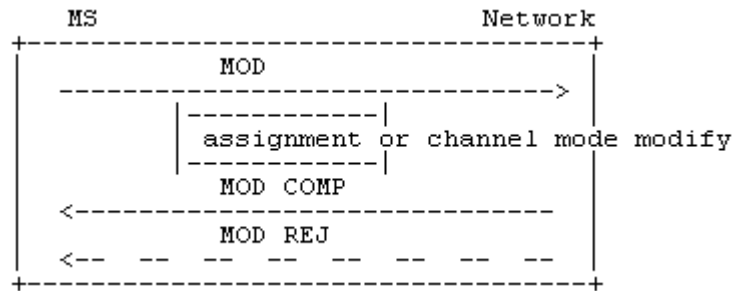 MS Network
MOD
assignment or channel mode modify
MOD COMP
MOD REJ